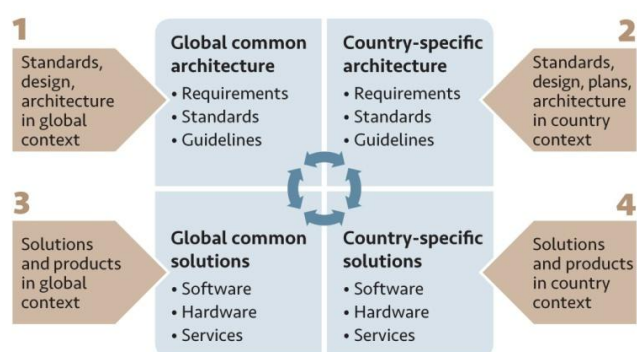 1
Standards,
design,
architecture
in global
context
Global common
architecture
• Requirements
• Standards
• Guidelines
Country-specific
architecture
• Requirements
• Standards
• Guidelines
2
Standards,
design, plans,
architecture
in country
context
3
Solutions
and products
in global
context
Global common
solutions
• Software
• Hardware
• Services
Country-specific
solutions
• Software
• Hardware
• Services
4
Solutions
and products
in country
context